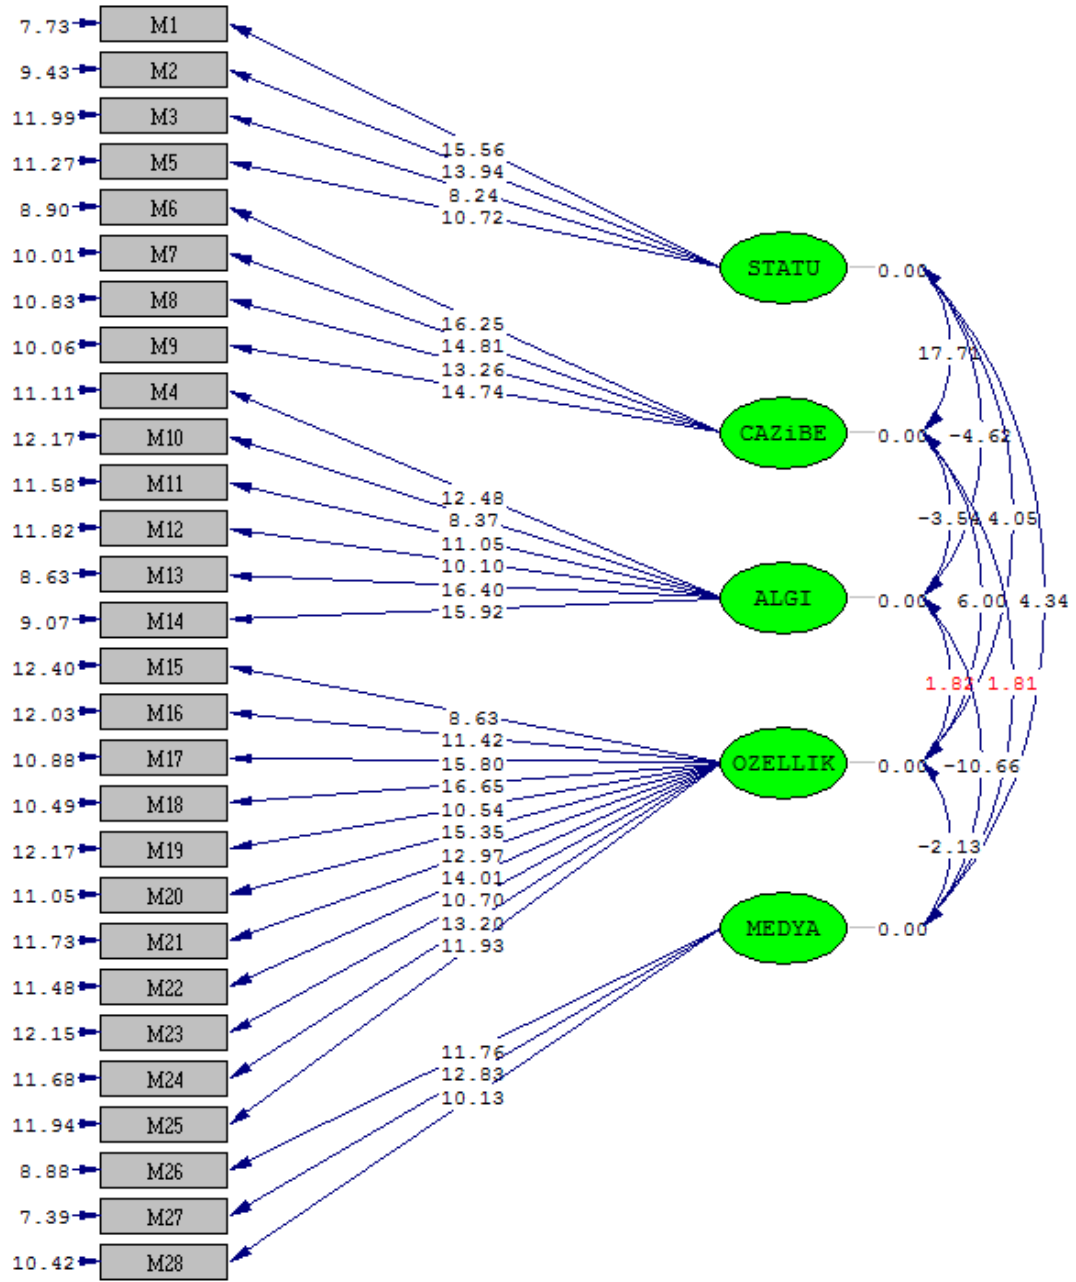 7.73 M1
9.43 M2
11.99 M3
11.27 M5
8.90 M6
10.01 M7
10.83 M8
10.06 M9
11.11 M4
12.17 M10
11.58 M11
11.82 M12
8.63 M13
9.07 M14
12.40 M15
12.03 M16
10.88 M17
10.49 M18
12.17 M19
11.05 M20
11.73 M21
11.48 M22
12.15 M23
11.68 M24
11.94 M25
8.88 M26
7.39 M27
10.42 M28
15.56
13.94
8.24
10.72
16.25
14.81
13.26
14.74
12.48
8.37
11.05
10.10
16.40
15.92
8.63
11.42
15.80
16.65
10.54
15.35
12.97
14.01
10.70
13.20
11.93
11.76
12.83
10.13
STATU 0.00
CAZiBE 0.00
ALGI 0.00
OZELLIK 0.00
MEDYA 0.00
17.71
-4.62
-3.54 4.05
6.00 4.34
1.82 1.81
-10.66
-2.13